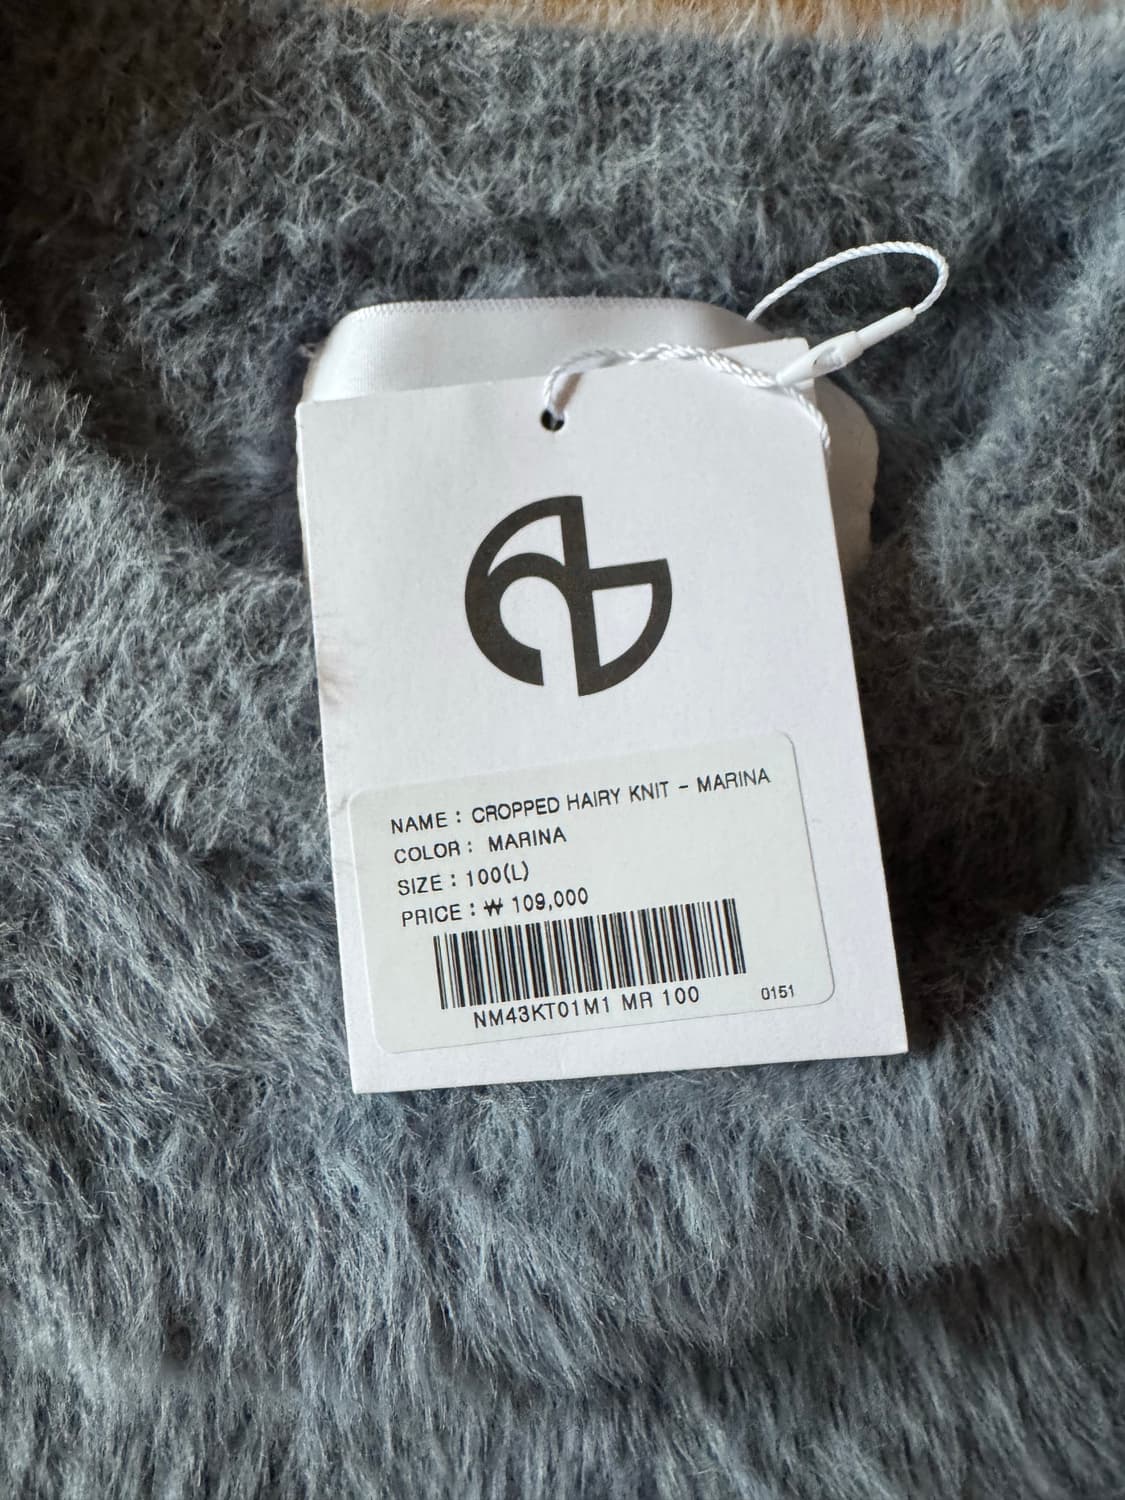 NAME : CROPPED HAIRY KNIT - MARINA
COLOR : MARINA
SIZE : 100(L)
PRICE : ₩ 109,000
NM43KT01M1 MR 100 0151